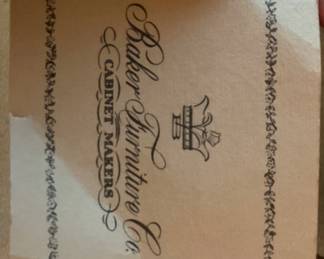 Baker Furniture Co.
CABINET MAKERS